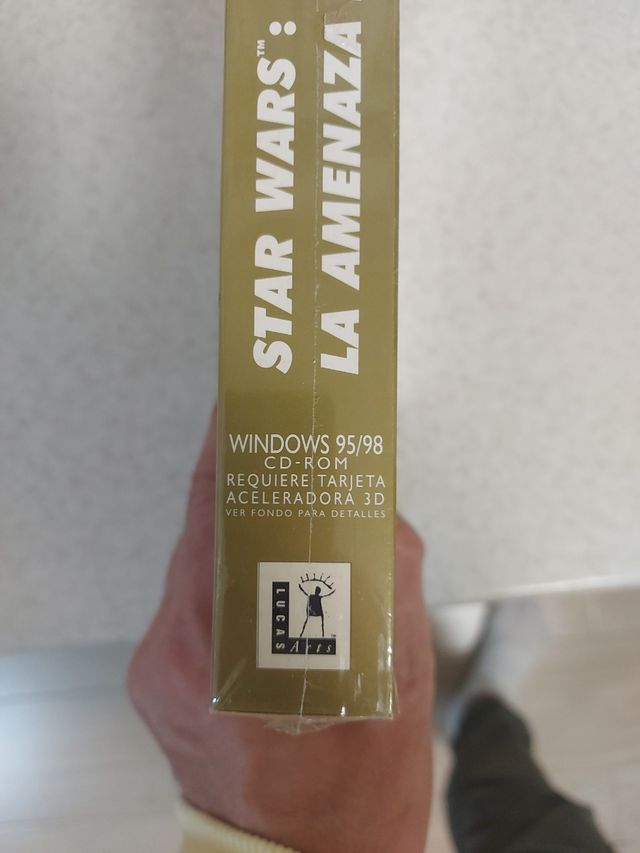 STAR WARS™:
LA AMENAZA
WINDOWS 95/98
CD-ROM
REQUIERE TARJETA
ACELERADORA 3D
VER FONDO PARA DETALLES
LUCAS
Arts